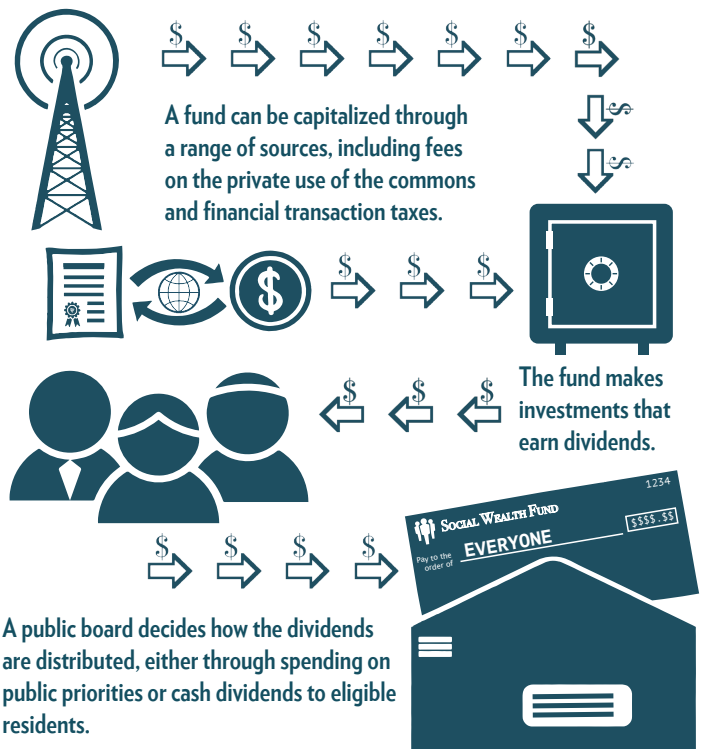 $ $ $ $ $ $ $
A fund can be capitalized through
a range of sources, including fees
on the private use of the commons
and financial transaction taxes.
$
$
$
$ $ $
The fund makes
investments that
earn dividends.
$ $ $
1234
SOCIAL WEALTH FUND
$$$$.$$
Pay to the
order of
EVERYONE
$ $ $ $
A public board decides how the dividends
are distributed, either through spending on
public priorities or cash dividends to eligible
residents.